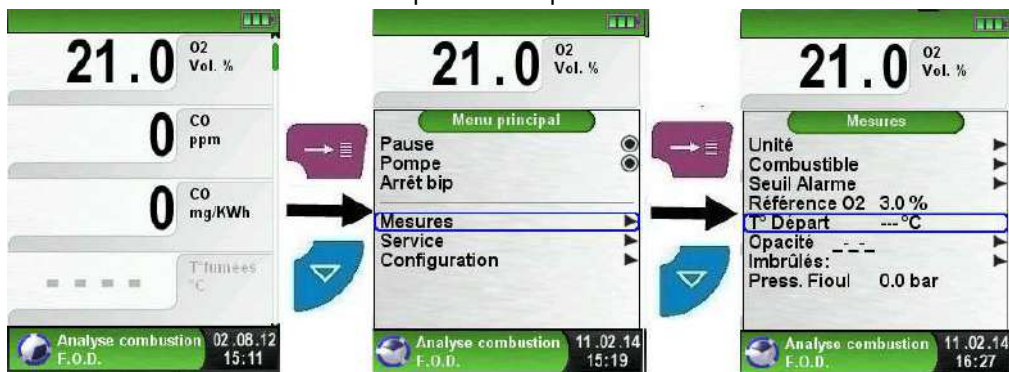 21.0 O2 Vol. %
0 CO ppm
0 CO mg/KWh
- - - - T°fumées °C
Analyse combustion 02.08.12
F.O.D. 15:11
21.0 O2 Vol. %
Menu principal
Pause
Pompe
Arrêt bip
Mesures
Service
Configuration
Analyse combustion 11.02.14
F.O.D. 15:19
21.0 O2 Vol. %
Mesures
Unité
Combustible
Seuil Alarme
Référence O2 3.0 %
T° Départ --- °C
Opacité _-_-_
Imbrûlés:
Press. Fioul 0.0 bar
Analyse combustion 11.02.14
F.O.D. 16:27